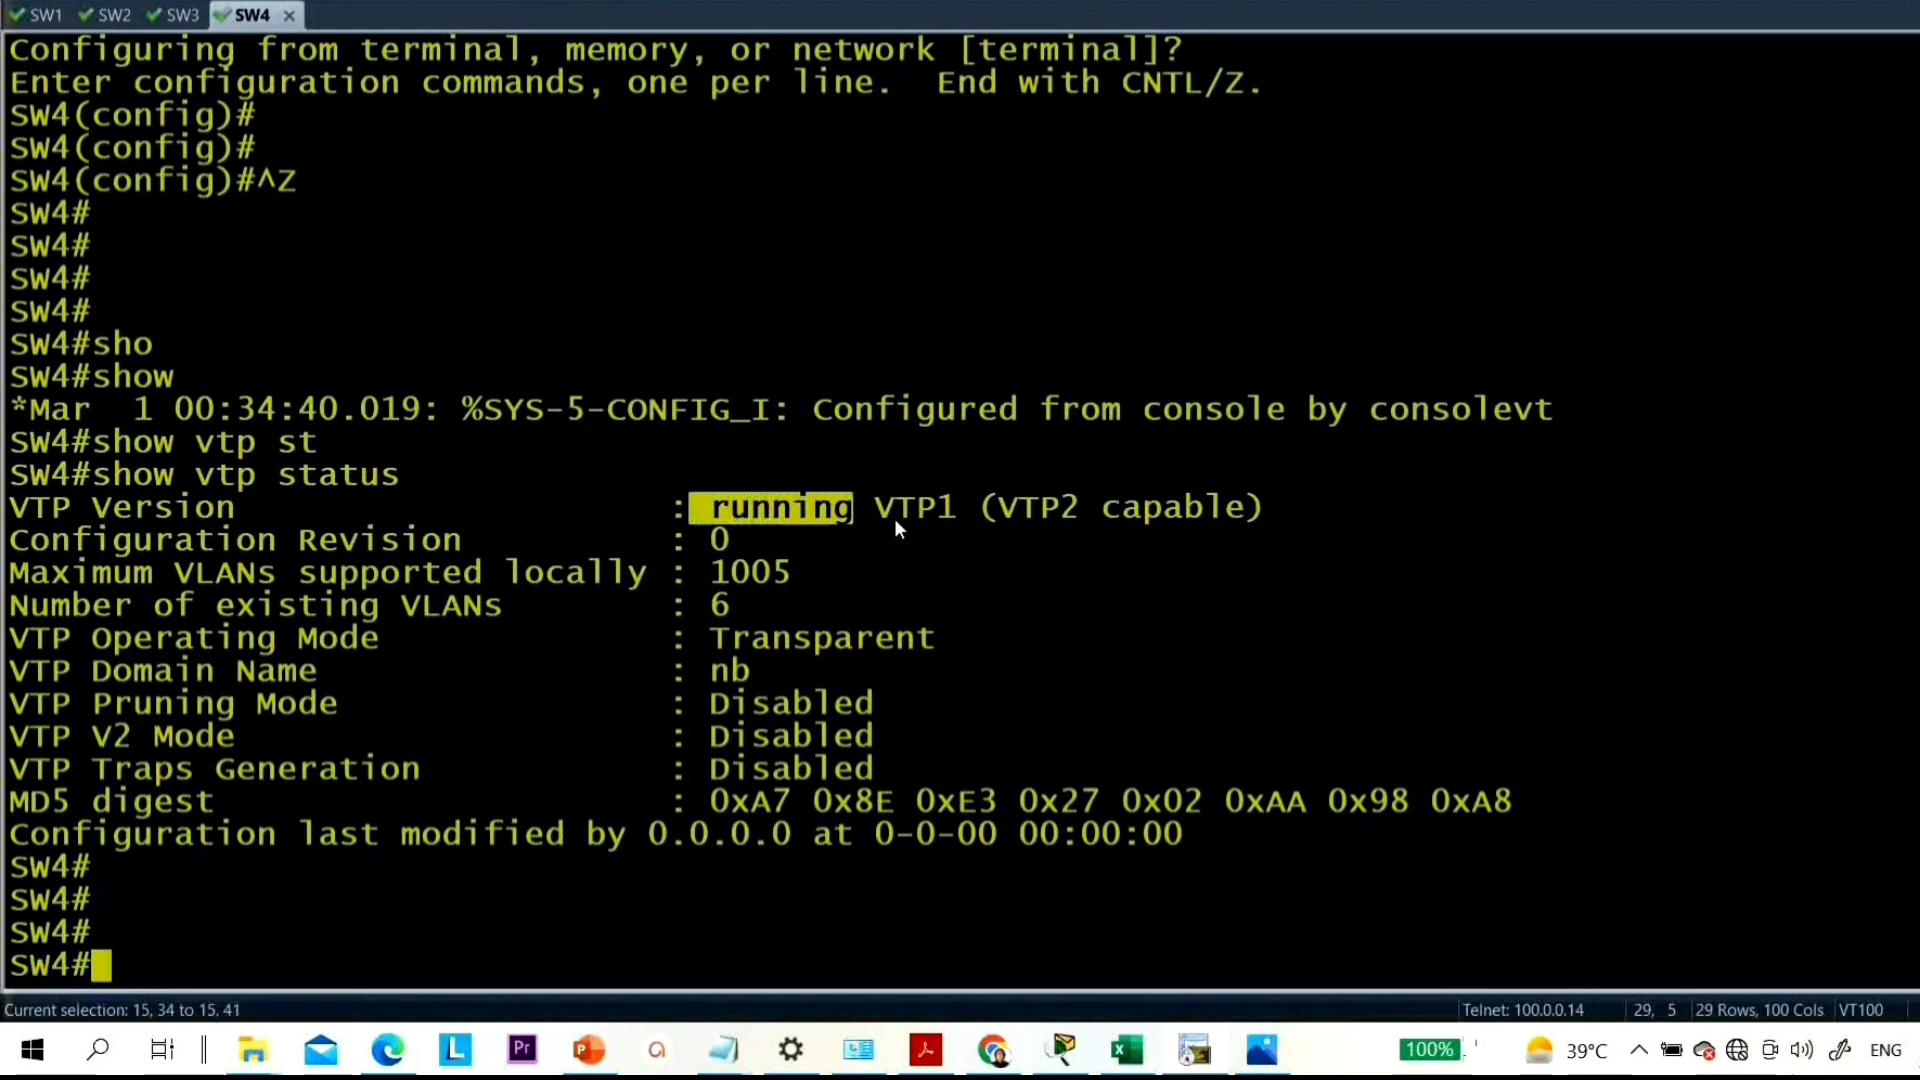 SW1 SW2 SW3 SW4
Configuring from terminal, memory, or network [terminal]?
Enter configuration commands, one per line.  End with CNTL/Z.
SW4(config)#
SW4(config)#
SW4(config)#^Z
SW4#
SW4#
SW4#
SW4#
SW4#sho
SW4#show
*Mar  1 00:34:40.019: %SYS-5-CONFIG_I: Configured from console by consolevt
SW4#show vtp st
SW4#show vtp status
VTP Version : running VTP1 (VTP2 capable)
Configuration Revision : 0
Maximum VLANs supported locally : 1005
Number of existing VLANs : 6
VTP Operating Mode : Transparent
VTP Domain Name : nb
VTP Pruning Mode : Disabled
VTP V2 Mode : Disabled
VTP Traps Generation : Disabled
MD5 digest : 0xA7 0x8E 0xE3 0x27 0x02 0xAA 0x98 0xA8
Configuration last modified by 0.0.0.0 at 0-0-00 00:00:00
SW4#
SW4#
SW4#
SW4#
Current selection: 15, 34 to 15, 41 Telnet: 100.0.0.14 29, 5 29 Rows, 100 Cols VT100
L Pr 100% 39°C ENG